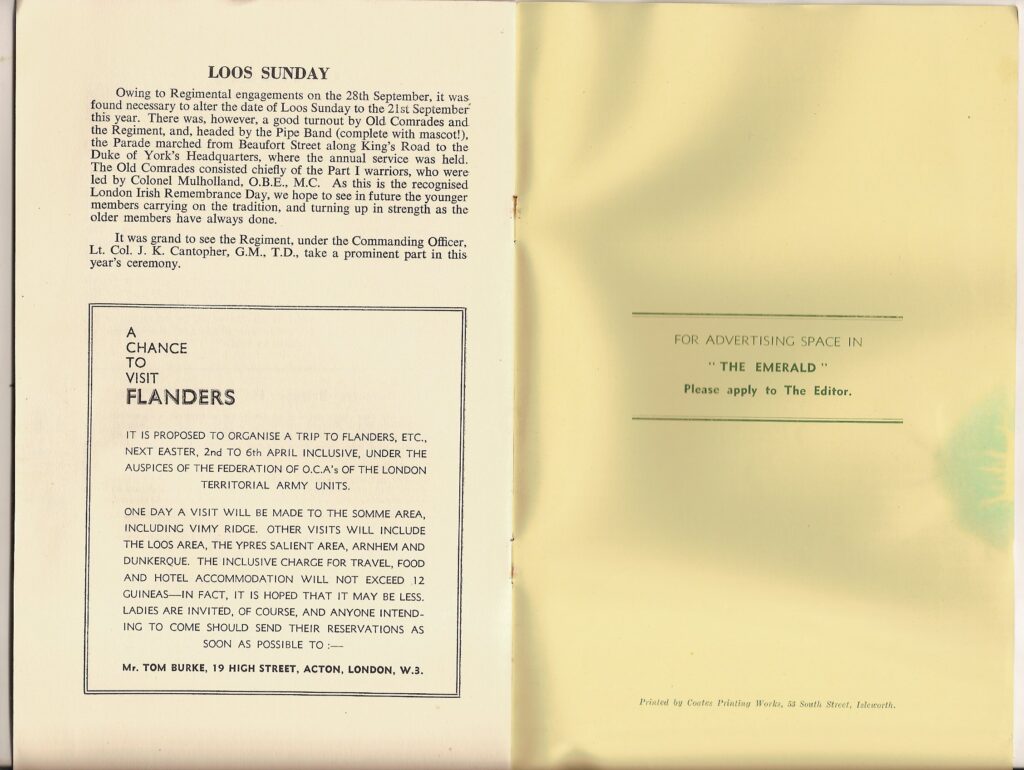 LOOS SUNDAY
Owing to Regimental engagements on the 28th September, it was
found necessary to alter the date of Loos Sunday to the 21st September
this year. There was, however, a good turnout by Old Comrades and
the Regiment, and, headed by the Pipe Band (complete with mascot!),
the Parade marched from Beaufort Street along King's Road to the
Duke of York's Headquarters, where the annual service was held.
The Old Comrades consisted chiefly of the Part I warriors, who were
led by Colonel Mulholland, O.B.E., M.C. As this is the recognised
London Irish Remembrance Day, we hope to see in future the younger
members carrying on the tradition, and turning up in strength as the
older members have always done.
It was grand to see the Regiment, under the Commanding Officer,
Lt. Col. J. K. Cantopher, G.M., T.D., take a prominent part in this
year's ceremony.
A
CHANCE
TO
VISIT
FLANDERS
IT IS PROPOSED TO ORGANISE A TRIP TO FLANDERS, ETC.,
NEXT EASTER, 2nd TO 6th APRIL INCLUSIVE, UNDER THE
AUSPICES OF THE FEDERATION OF O.C.A's OF THE LONDON
TERRITORIAL ARMY UNITS.
ONE DAY A VISIT WILL BE MADE TO THE SOMME AREA,
INCLUDING VIMY RIDGE. OTHER VISITS WILL INCLUDE
THE LOOS AREA, THE YPRES SALIENT AREA, ARNHEM AND
DUNKERQUE. THE INCLUSIVE CHARGE FOR TRAVEL, FOOD
AND HOTEL ACCOMMODATION WILL NOT EXCEED 12
GUINEAS—IN FACT, IT IS HOPED THAT IT MAY BE LESS.
LADIES ARE INVITED, OF COURSE, AND ANYONE INTEND-
ING TO COME SHOULD SEND THEIR RESERVATIONS AS
SOON AS POSSIBLE TO :—
Mr. TOM BURKE, 19 HIGH STREET, ACTON, LONDON, W.3.
FOR ADVERTISING SPACE IN
" THE EMERALD "
Please apply to The Editor.
Printed by Coates Printing Works, 53 South Street, Isleworth.